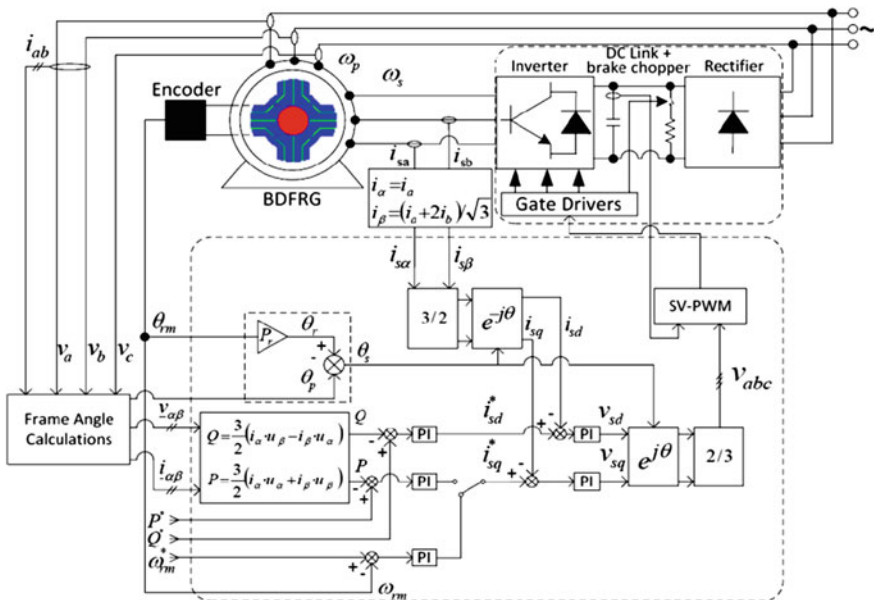 i_ab
ω_p
ω_s
DC Link +
brake chopper
Inverter
Rectifier
~
Encoder
BDFRG
i_sa
i_sb
i_α = i_a
i_β = (i_a + 2i_b)/√3
Gate Drivers
i_sα
i_sβ
θ_rm
v_a
v_b
v_c
P_r
θ_r
+
-
θ_p
θ_s
3/2
e^-jθ
i_sq
i_sd
SV-PWM
v_abc
Frame Angle
Calculations
v_αβ
i_αβ
Q = 3/2 (i_α · u_β − i_β · u_α)
P = 3/2 (i_α · u_α + i_β · u_β)
Q
-
+
PI
i*_sd
+
-
PI
v_sd
P
-
+
PI
i*_sq
+
-
PI
v_sq
e^jθ
2/3
P*
Q*
ω*_rm
+
-
PI
ω_rm